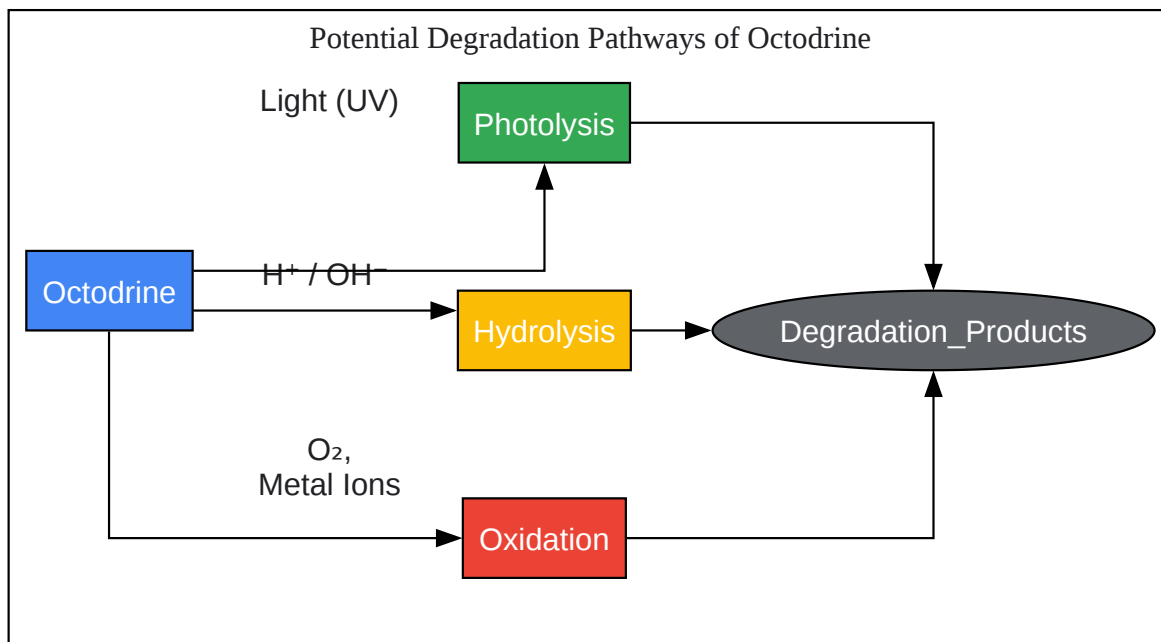 Potential Degradation Pathways of Octodrine
Light (UV)
Photolysis
H⁺ / OH⁻
Octodrine
Hydrolysis
Degradation_Products
O₂,
Metal Ions
Oxidation